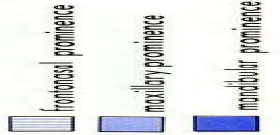 frontonasal prominence
maxillary prominence
mandibular prominence